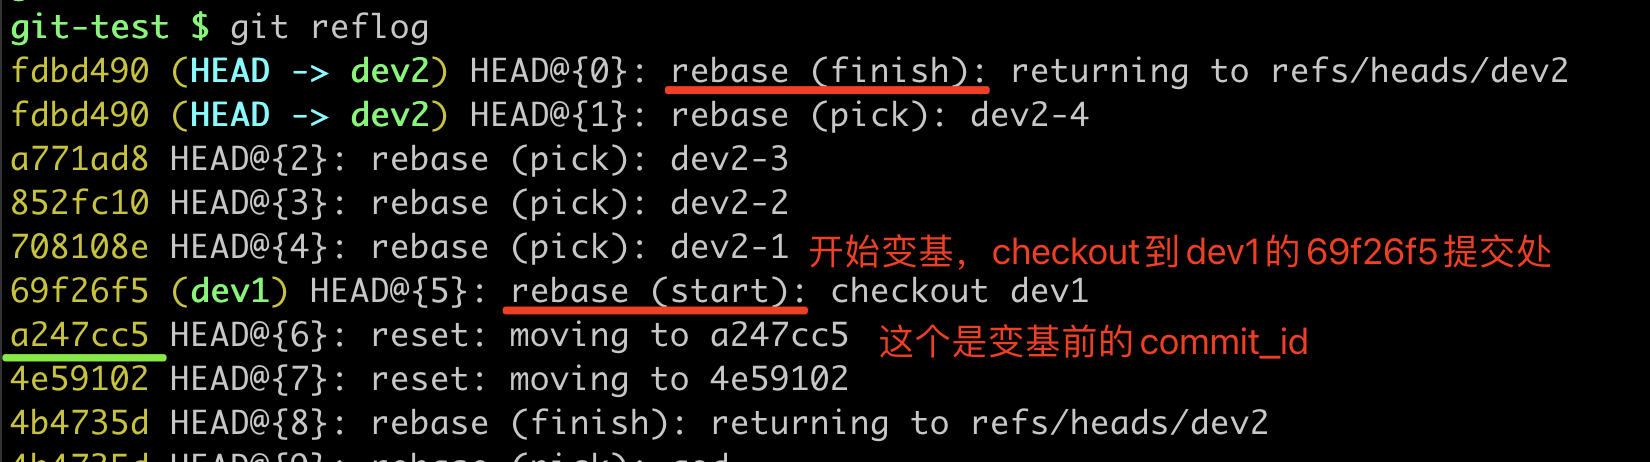 git-test $ git reflog
fdbd490 (HEAD -> dev2) HEAD@{0}: rebase (finish): returning to refs/heads/dev2
fdbd490 (HEAD -> dev2) HEAD@{1}: rebase (pick): dev2-4
a771ad8 HEAD@{2}: rebase (pick): dev2-3
852fc10 HEAD@{3}: rebase (pick): dev2-2
708108e HEAD@{4}: rebase (pick): dev2-1 开始变基，checkout到dev1的69f26f5提交处
69f26f5 (dev1) HEAD@{5}: rebase (start): checkout dev1
a247cc5 HEAD@{6}: reset: moving to a247cc5 这个是变基前的commit_id
4e59102 HEAD@{7}: reset: moving to 4e59102
4b4735d HEAD@{8}: rebase (finish): returning to refs/heads/dev2